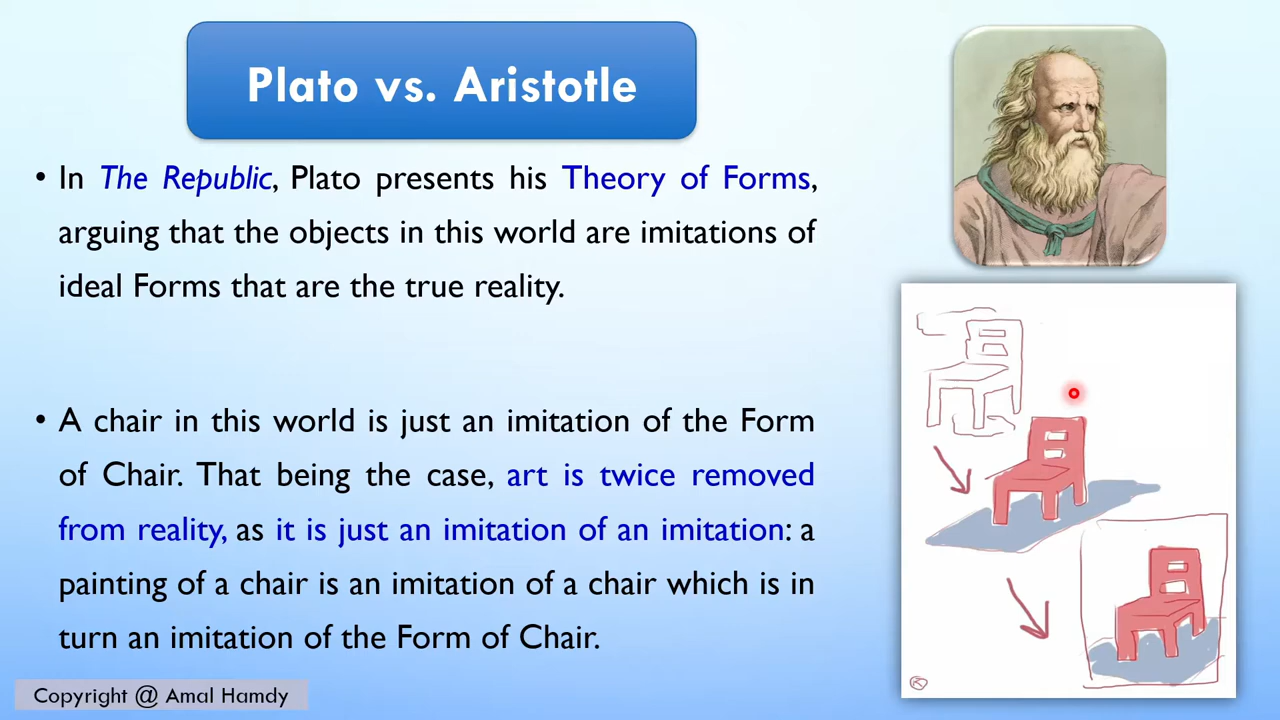 Plato vs. Aristotle
• In The Republic, Plato presents his Theory of Forms,
arguing that the objects in this world are imitations of
ideal Forms that are the true reality.
• A chair in this world is just an imitation of the Form
of Chair. That being the case, art is twice removed
from reality, as it is just an imitation of an imitation: a
painting of a chair is an imitation of a chair which is in
turn an imitation of the Form of Chair.
Copyright @ Amal Hamdy